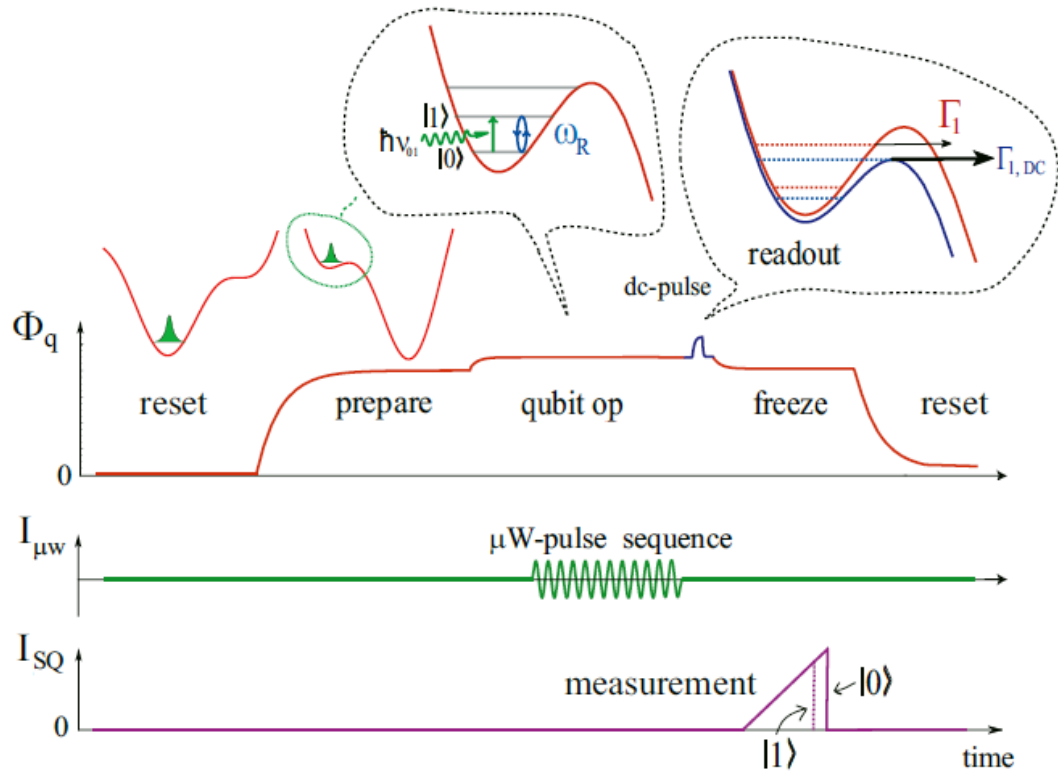 |1⟩
ħν01
|0⟩
ωR
Γ1
Γ1, DC
readout
dc-pulse
Φq
reset
prepare
qubit op
freeze
reset
0
Iμw
μW-pulse sequence
ISQ
measurement
|0⟩
0
|1⟩
time